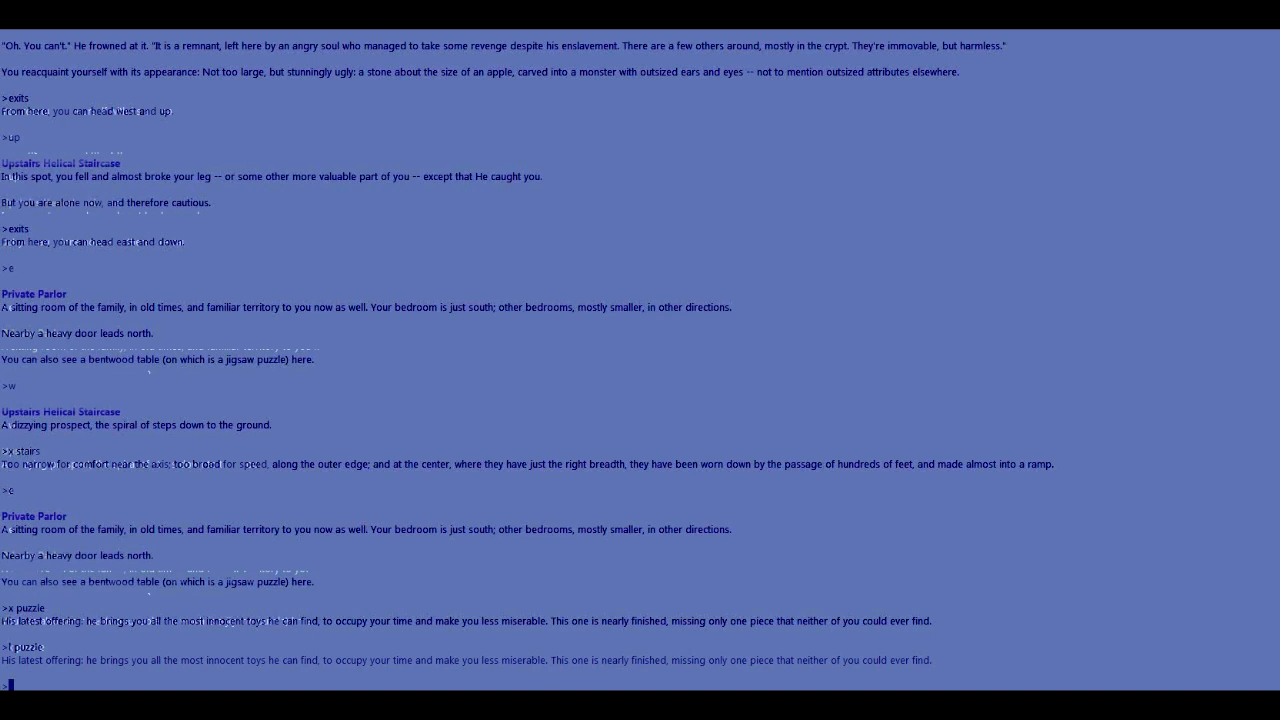 "Oh. You can't." He frowned at it. "It is a remnant, left here by an angry soul who managed to take some revenge despite his enslavement. There are a few others around, mostly in the crypt. They're immovable, but harmless."
You reacquaint yourself with its appearance: Not too large, but stunningly ugly: a stone about the size of an apple, carved into a monster with outsized ears and eyes -- not to mention outsized attributes elsewhere.
>exits
From here, you can head west and up.
>up
Upstairs Helical Staircase
In this spot, you fell and almost broke your leg -- or some other more valuable part of you -- except that He caught you.
But you are alone now, and therefore cautious.
>exits
From here, you can head east and down.
>e
Private Parlor
A sitting room of the family, in old times, and familiar territory to you now as well. Your bedroom is just south; other bedrooms, mostly smaller, in other directions.
Nearby a heavy door leads north.
You can also see a bentwood table (on which is a jigsaw puzzle) here.
>w
Upstairs Helical Staircase
A dizzying prospect, the spiral of steps down to the ground.
>x stairs
Too narrow for comfort near the axis; too broad for speed, along the outer edge; and at the center, where they have just the right breadth, they have been worn down by the passage of hundreds of feet, and made almost into a ramp.
>e
Private Parlor
A sitting room of the family, in old times, and familiar territory to you now as well. Your bedroom is just south; other bedrooms, mostly smaller, in other directions.
Nearby a heavy door leads north.
You can also see a bentwood table (on which is a jigsaw puzzle) here.
>x puzzle
His latest offering: he brings you all the most innocent toys he can find, to occupy your time and make you less miserable. This one is nearly finished, missing only one piece that neither of you could ever find.
>l puzzle
His latest offering: he brings you all the most innocent toys he can find, to occupy your time and make you less miserable. This one is nearly finished, missing only one piece that neither of you could ever find.
>